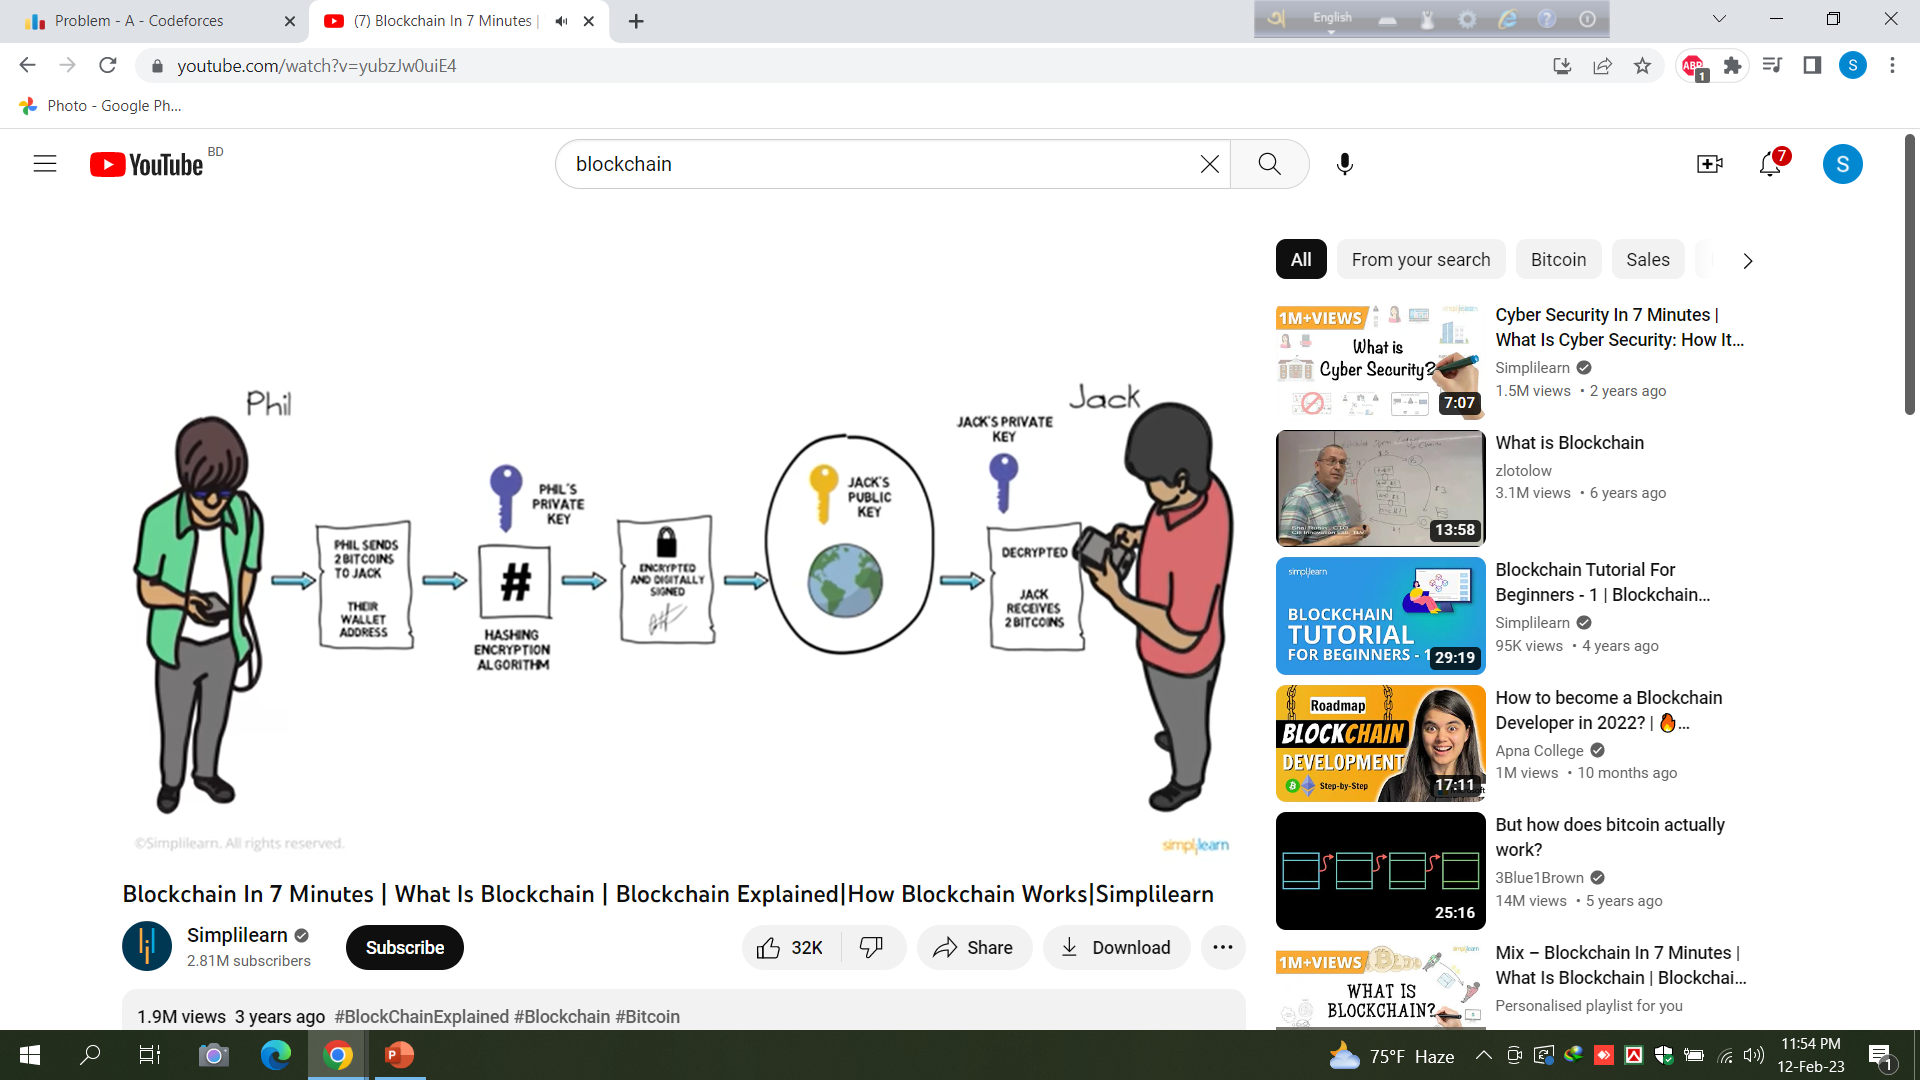 Problem - A - Codeforces
(7) Blockchain In 7 Minutes |
English
youtube.com/watch?v=yubzJw0uiE4
ABP
1
S
Photo - Google Ph...
YouTube BD
blockchain
7
S
All
From your search
Bitcoin
Sales
Phil
PHIL SENDS
2 BITCOINS
TO JACK
THEIR
WALLET
ADDRESS
PHIL'S
PRIVATE
KEY
#
HASHING
ENCRYPTION
ALGORITHM
ENCRYPTED
AND DIGITALLY
SIGNED
JACK'S
PUBLIC
KEY
JACK'S PRIVATE
KEY
DECRYPTED
JACK
RECEIVES
2 BITCOINS
Jack
©Simplilearn. All rights reserved.
simplilearn
Blockchain In 7 Minutes | What Is Blockchain | Blockchain Explained|How Blockchain Works|Simplilearn
Simplilearn
2.81M subscribers
Subscribe
32K
Share
Download
1.9M views 3 years ago #BlockChainExplained #Blockchain #Bitcoin
1M+VIEWS
What is
Cyber Security?
7:07
Cyber Security In 7 Minutes |
What Is Cyber Security: How It...
Simplilearn
1.5M views • 2 years ago
13:58
What is Blockchain
zlotolow
3.1M views • 6 years ago
simplilearn
BLOCKCHAIN
TUTORIAL
FOR BEGINNERS - 1
29:19
Blockchain Tutorial For
Beginners - 1 | Blockchain...
Simplilearn
95K views • 4 years ago
Roadmap
BLOCKCHAIN
DEVELOPMENT
Step-by-Step
17:11
How to become a Blockchain
Developer in 2022? | 🔥...
Apna College
1M views • 10 months ago
25:16
But how does bitcoin actually
work?
3Blue1Brown
14M views • 5 years ago
1M+VIEWS
WHAT IS
BLOCKCHAIN?
Mix – Blockchain In 7 Minutes |
What Is Blockchain | Blockchai...
Personalised playlist for you
75°F Haze
11:54 PM
12-Feb-23
1